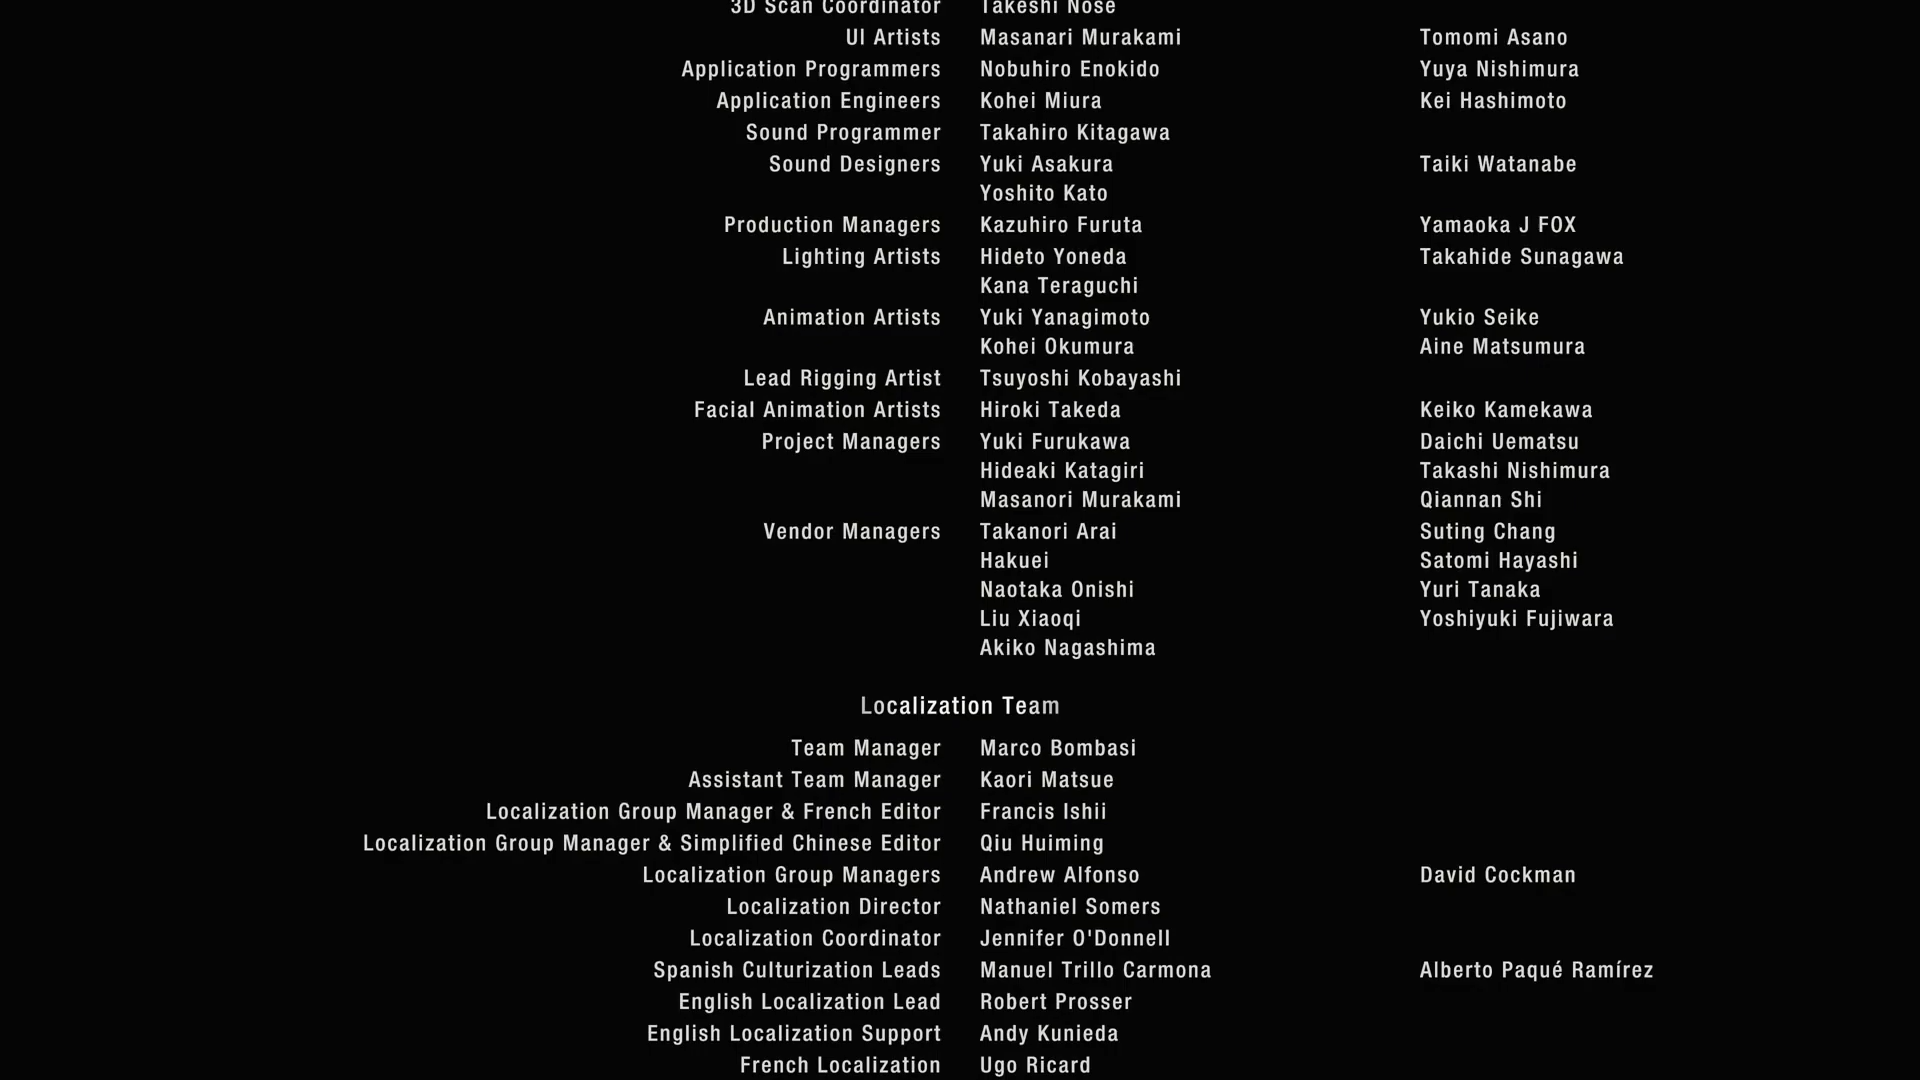 3D Scan Coordinator Takeshi Nose
UI Artists Masanari Murakami Tomomi Asano
Application Programmers Nobuhiro Enokido Yuya Nishimura
Application Engineers Kohei Miura Kei Hashimoto
Sound Programmer Takahiro Kitagawa
Sound Designers Yuki Asakura Taiki Watanabe
Yoshito Kato
Production Managers Kazuhiro Furuta Yamaoka J FOX
Lighting Artists Hideto Yoneda Takahide Sunagawa
Kana Teraguchi
Animation Artists Yuki Yanagimoto Yukio Seike
Kohei Okumura Aine Matsumura
Lead Rigging Artist Tsuyoshi Kobayashi
Facial Animation Artists Hiroki Takeda Keiko Kamekawa
Project Managers Yuki Furukawa Daichi Uematsu
Hideaki Katagiri Takashi Nishimura
Masanori Murakami Qiannan Shi
Vendor Managers Takanori Arai Suting Chang
Hakuei Satomi Hayashi
Naotaka Onishi Yuri Tanaka
Liu Xiaoqi Yoshiyuki Fujiwara
Akiko Nagashima
Localization Team
Team Manager Marco Bombasi
Assistant Team Manager Kaori Matsue
Localization Group Manager & French Editor Francis Ishii
Localization Group Manager & Simplified Chinese Editor Qiu Huiming
Localization Group Managers Andrew Alfonso David Cockman
Localization Director Nathaniel Somers
Localization Coordinator Jennifer O'Donnell
Spanish Culturization Leads Manuel Trillo Carmona Alberto Paqué Ramírez
English Localization Lead Robert Prosser
English Localization Support Andy Kunieda
French Localization Ugo Ricard